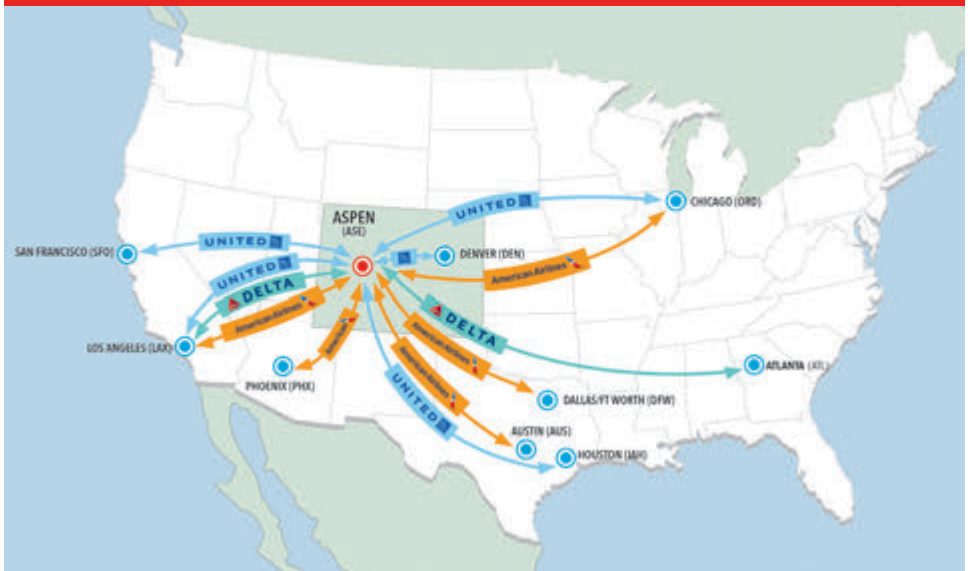 UNITED
CHICAGO (ORD)
ASPEN
(ASE)
UNITED
SAN FRANCISCO (SFO)
DENVER (DEN)
UNITED
American Airlines
DELTA
American Airlines
DELTA
American Airlines
LOS ANGELES (LAX)
American
ATLANTA (ATL)
PHOENIX (PHX)
American Airlines
DALLAS/FT WORTH (DFW)
UNITED
AUSTIN (AUS)
HOUSTON (IAH)